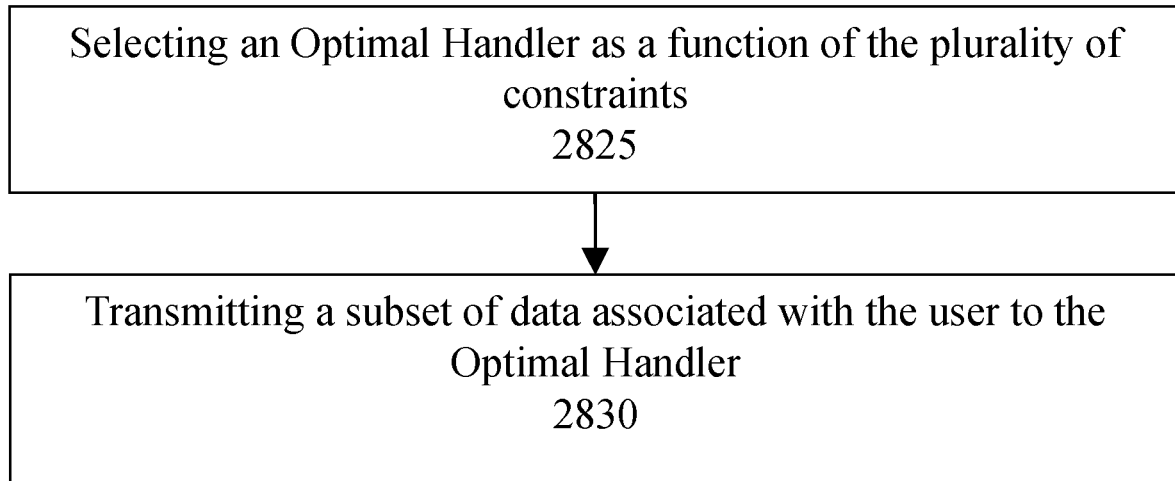 Selecting an Optimal Handler as a function of the plurality of
constraints
2825
Transmitting a subset of data associated with the user to the
Optimal Handler
2830